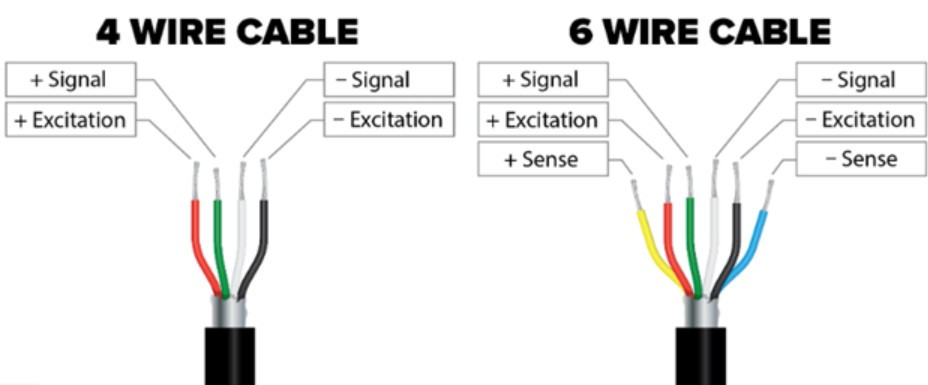 4 WIRE CABLE
+ Signal
+ Excitation
− Signal
− Excitation
6 WIRE CABLE
+ Signal
+ Excitation
+ Sense
− Signal
− Excitation
− Sense